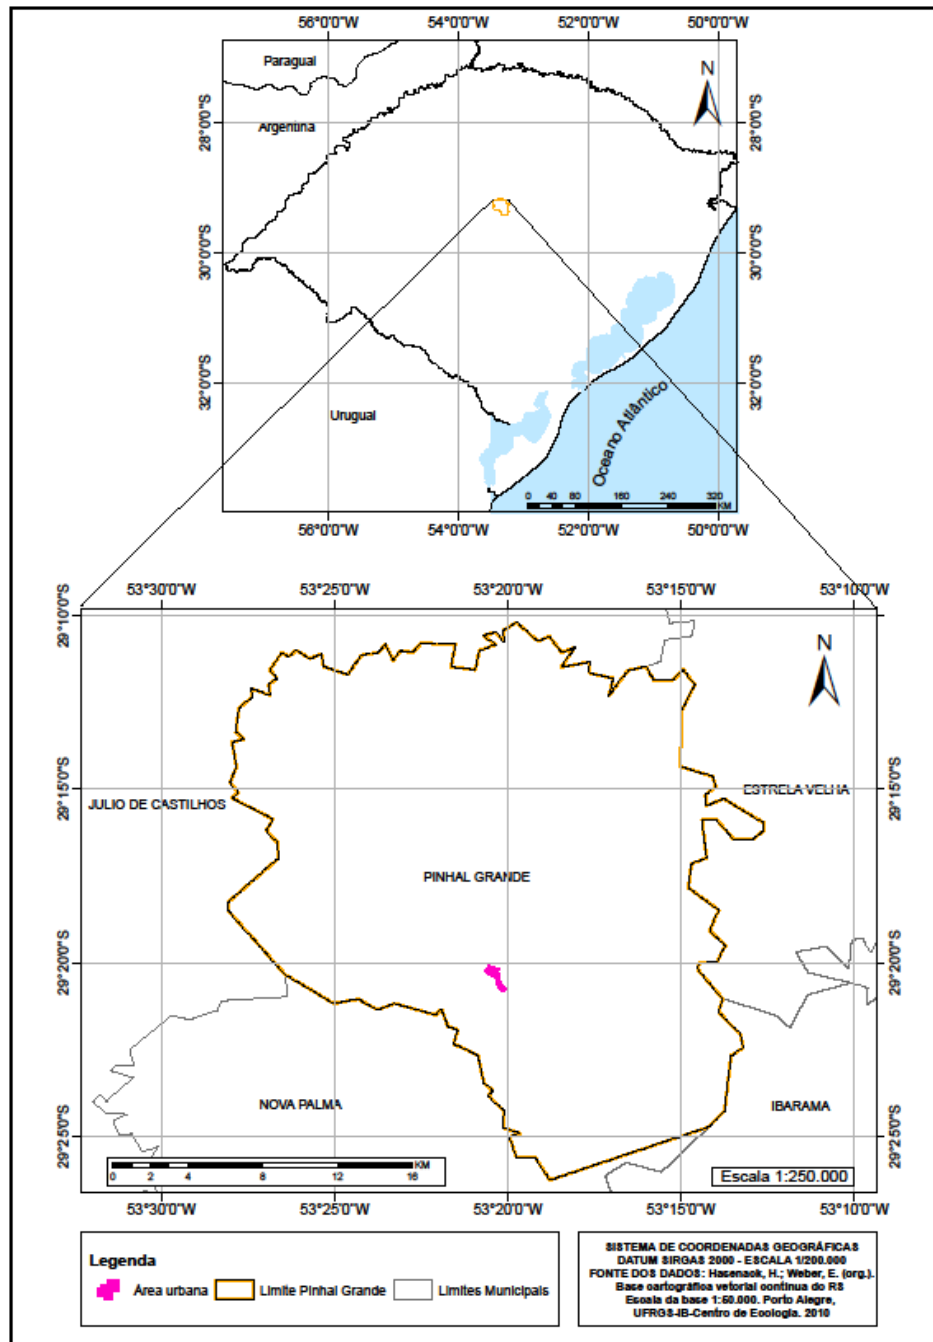 56°0'0"W 54°0'0"W 52°0'0"W 50°0'0"W
Paraguai
N
28°0'0"S
28°0'0"S
Argentina
30°0'0"S
30°0'0"S
32°0'0"S
32°0'0"S
Uruguai
Oceano Atlântico
0 40 80 160 240 320
KM
56°0'0"W 54°0'0"W 52°0'0"W 50°0'0"W
53°30'0"W 53°25'0"W 53°20'0"W 53°15'0"W 53°10'0"W
29°10'0"S
29°10'0"S
N
29°15'0"S
29°15'0"S
ESTRELA VELHA
JULIO DE CASTILHOS
PINHAL GRANDE
29°20'0"S
29°20'0"S
NOVA PALMA
IBARAMA
29°25'0"S
29°25'0"S
KM
0 2 4 8 12 16
Escala 1:250.000
53°30'0"W 53°25'0"W 53°20'0"W 53°15'0"W 53°10'0"W
Legenda
Área urbana Limite Pinhal Grande Limites Municipais
SISTEMA DE COORDENADAS GEOGRÁFICAS
DATUM SIRGAS 2000 - ESCALA 1/200.000
FONTE DOS DADOS: Hasenack, H.; Weber, E. (org.).
Base cartográfica vetorial contínua do RS
Escala da base 1:50.000. Porto Alegre,
UFRGS-IB-Centro de Ecologia. 2010